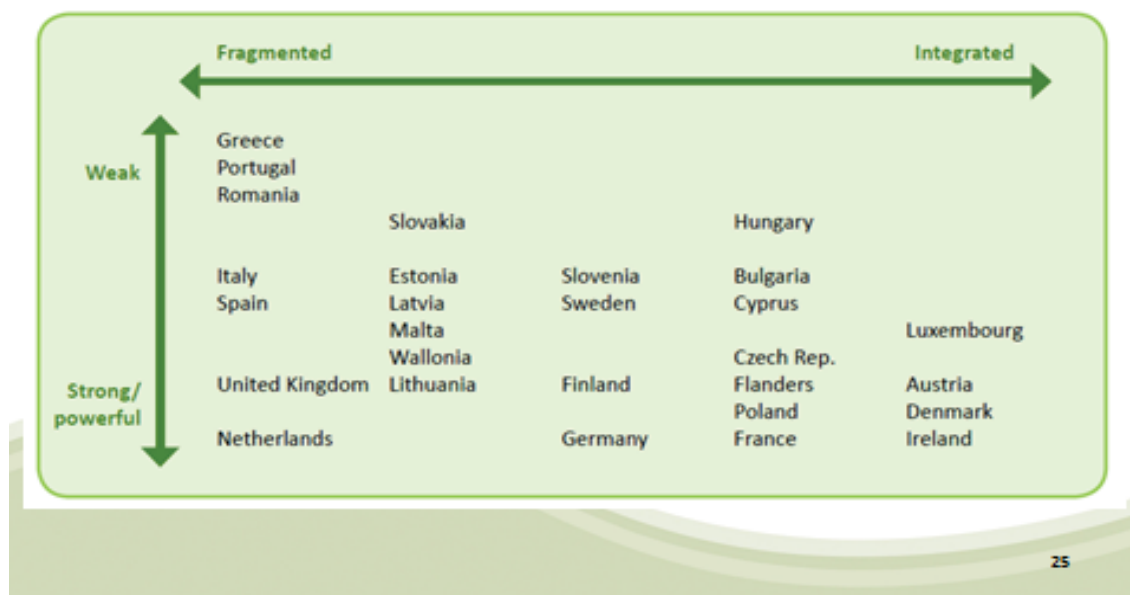 Fragmented Integrated
Greece
Weak Portugal
Romania
Slovakia Hungary
Italy Estonia Slovenia Bulgaria
Spain Latvia Sweden Cyprus
Malta Luxembourg
Wallonia Czech Rep.
Strong/ United Kingdom Lithuania Finland Flanders Austria
powerful Poland Denmark
Netherlands Germany France Ireland
25